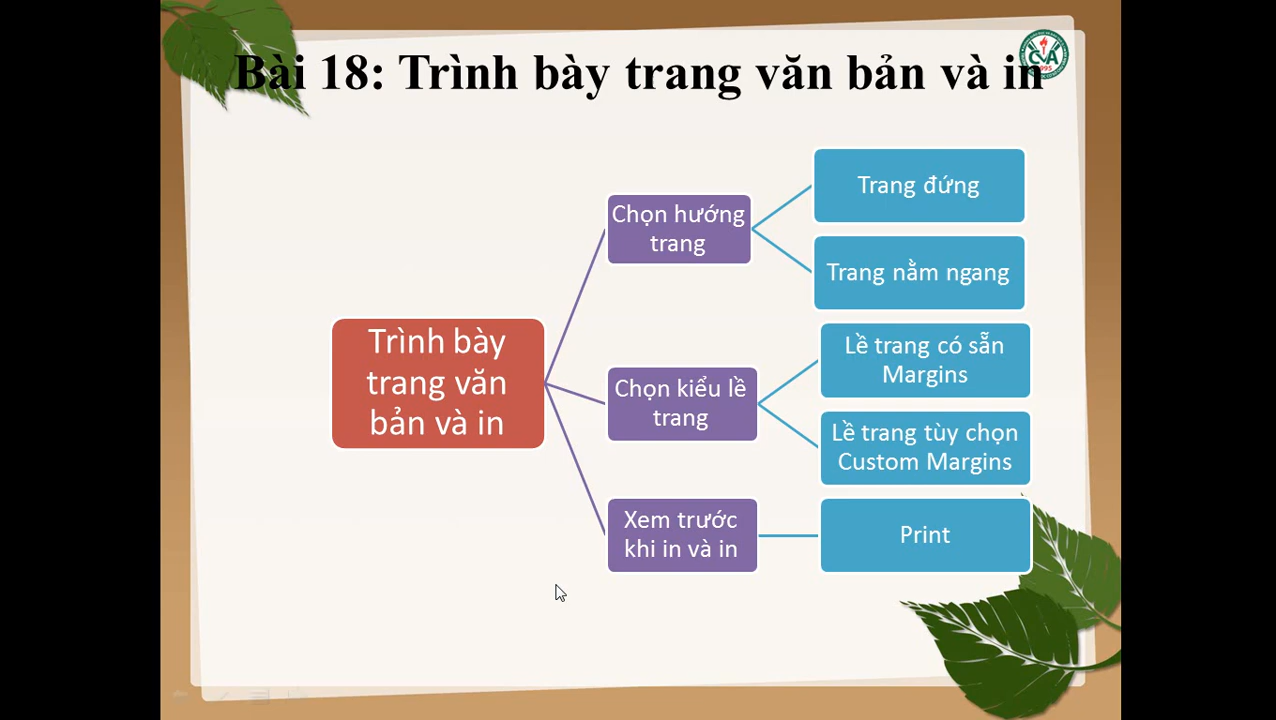 Bài 18: Trình bày trang văn bản và in
Trình bày
trang văn
bản và in
Chọn hướng
trang
Trang đứng
Trang nằm ngang
Chọn kiểu lề
trang
Lề trang có sẵn
Margins
Lề trang tùy chọn
Custom Margins
Xem trước
khi in và in
Print